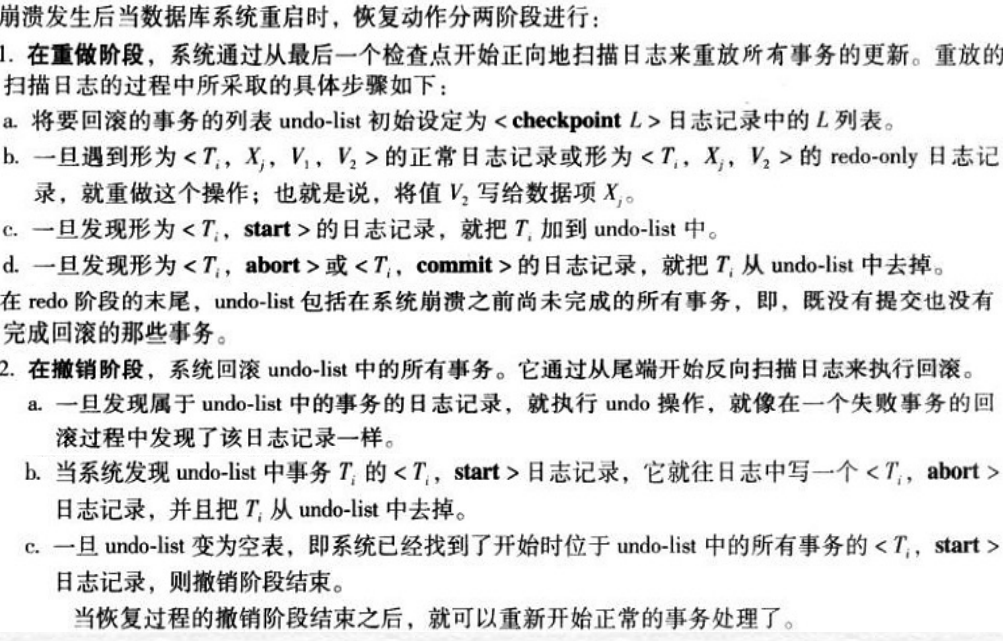 崩溃发生后当数据库系统重启时，恢复动作分两阶段进行：
1. 在重做阶段，系统通过从最后一个检查点开始正向地扫描日志来重放所有事务的更新。重放的
扫描日志的过程中所采取的具体步骤如下：
a. 将要回滚的事务的列表 undo-list 初始设定为 < checkpoint L > 日志记录中的 L 列表。
b. 一旦遇到形为 < Tᵢ，Xⱼ，V₁，V₂ > 的正常日志记录或形为 < Tᵢ，Xⱼ，V₂ > 的 redo-only 日志记
录，就重做这个操作；也就是说，将值 V₂ 写给数据项 Xⱼ。
c. 一旦发现形为 < Tᵢ，start > 的日志记录，就把 Tᵢ 加到 undo-list 中。
d. 一旦发现形为 < Tᵢ，abort > 或 < Tᵢ，commit > 的日志记录，就把 Tᵢ 从 undo-list 中去掉。
在 redo 阶段的末尾，undo-list 包括在系统崩溃之前尚未完成的所有事务，即，既没有提交也没有
完成回滚的那些事务。
2. 在撤销阶段，系统回滚 undo-list 中的所有事务。它通过从尾端开始反向扫描日志来执行回滚。
a. 一旦发现属于 undo-list 中的事务的日志记录，就执行 undo 操作，就像在一个失败事务的回
滚过程中发现了该日志记录一样。
b. 当系统发现 undo-list 中事务 Tᵢ 的 < Tᵢ，start > 日志记录，它就往日志中写一个 < Tᵢ，abort >
日志记录，并且把 Tᵢ 从 undo-list 中去掉。
c. 一旦 undo-list 变为空表，即系统已经找到了开始时位于 undo-list 中的所有事务的 < Tᵢ，start >
日志记录，则撤销阶段结束。
当恢复过程的撤销阶段结束之后，就可以重新开始正常的事务处理了。